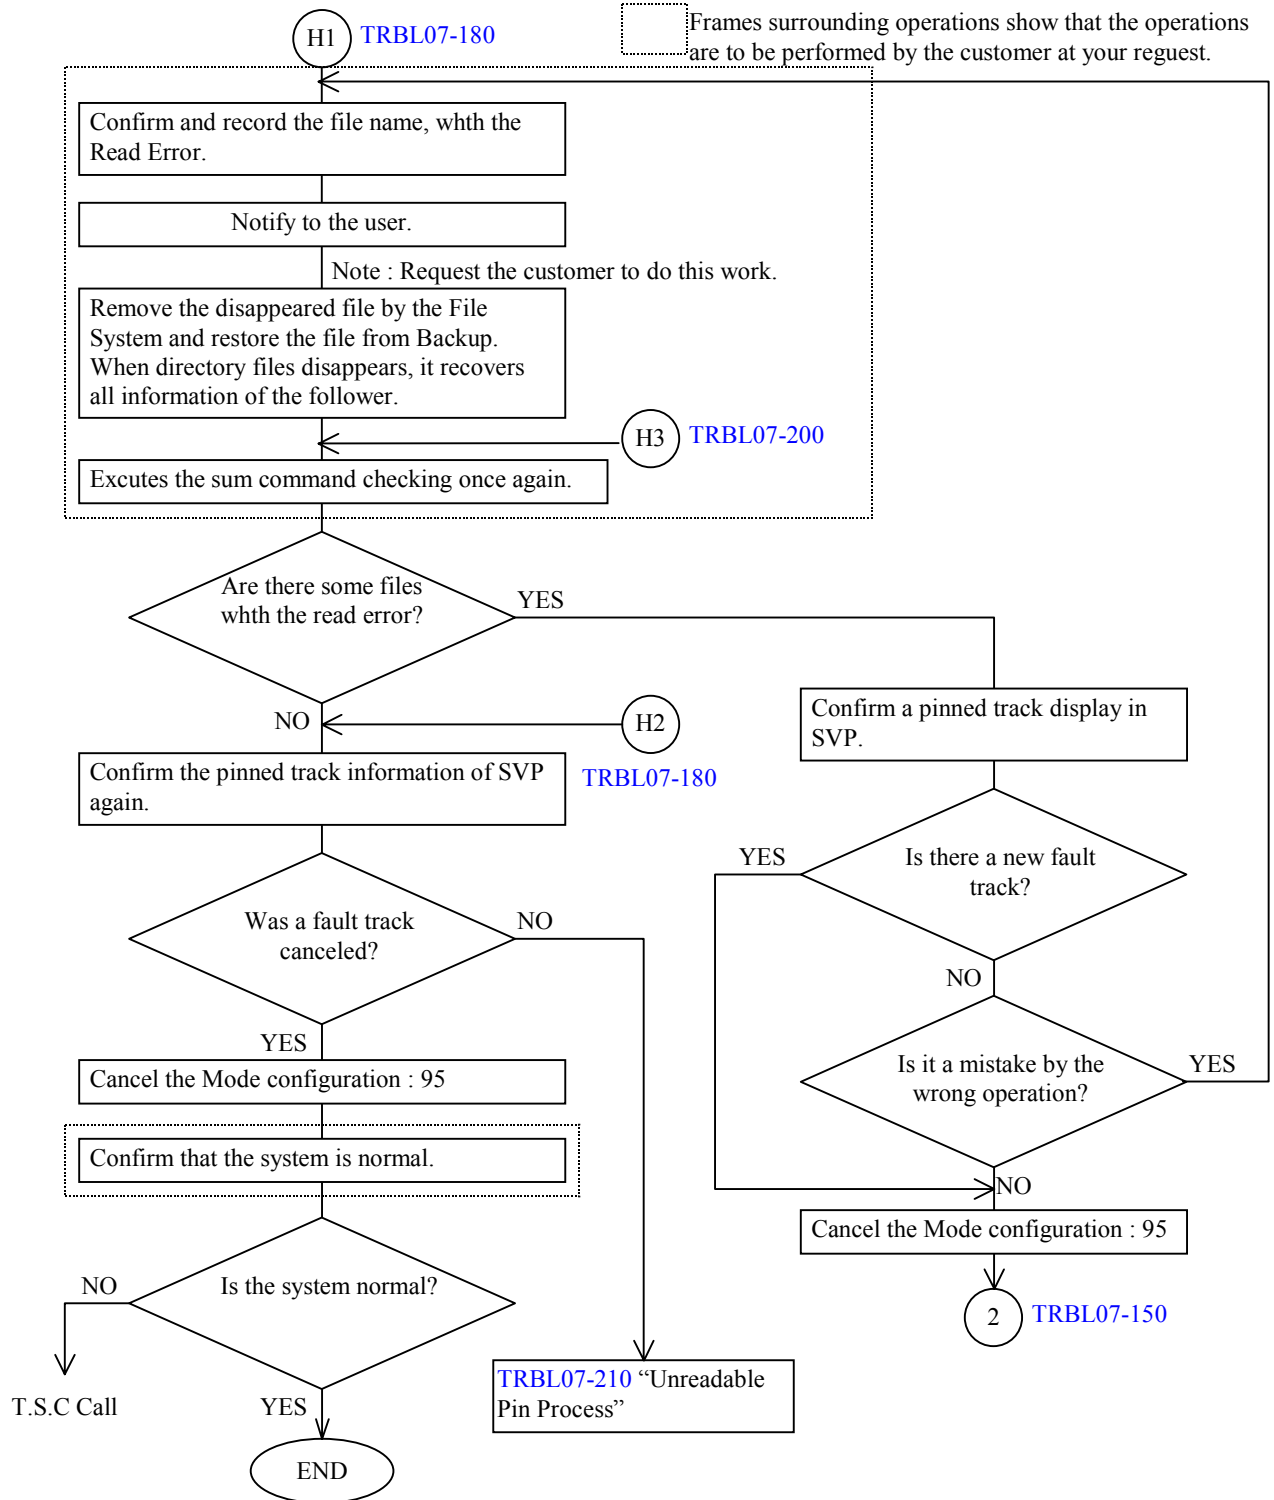 H1 TRBL07-180
Frames surrounding operations show that the operations
are to be performed by the customer at your reguest.
Confirm and record the file name, whth the
Read Error.
Notify to the user.
Note : Request the customer to do this work.
Remove the disappeared file by the File
System and restore the file from Backup.
When directory files disappears, it recovers
all information of the follower.
H3 TRBL07-200
Excutes the sum command checking once again.
Are there some files
whth the read error?
YES
NO
H2
TRBL07-180
Confirm a pinned track display in
SVP.
Confirm the pinned track information of SVP
again.
YES
Is there a new fault
track?
NO
Was a fault track
canceled?
NO
YES
Is it a mistake by the
wrong operation?
YES
NO
Cancel the Mode configuration : 95
Confirm that the system is normal.
Cancel the Mode configuration : 95
2 TRBL07-150
Is the system normal?
NO
T.S.C Call
YES
END
TRBL07-210 “Unreadable
Pin Process”